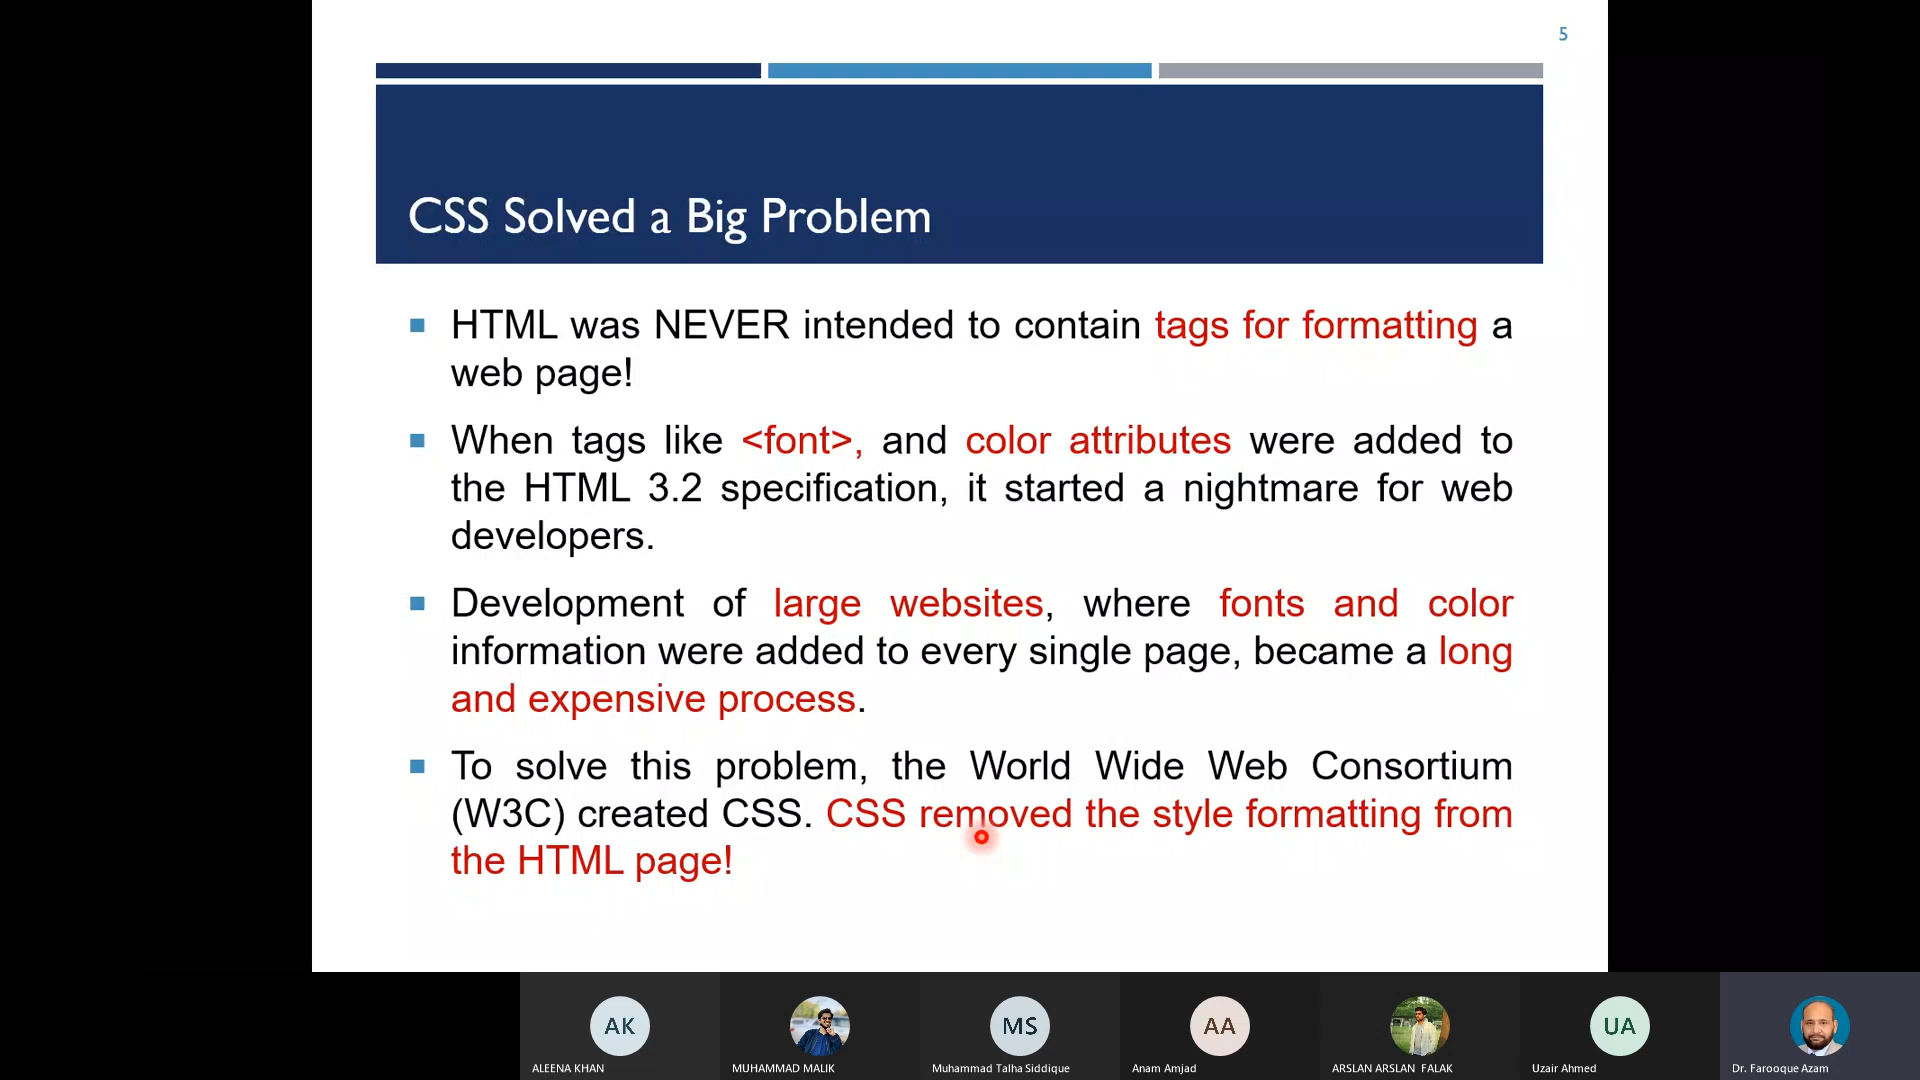 5
CSS Solved a Big Problem
HTML was NEVER intended to contain tags for formatting a
web page!
When tags like <font>, and color attributes were added to
the HTML 3.2 specification, it started a nightmare for web
developers.
Development of large websites, where fonts and color
information were added to every single page, became a long
and expensive process.
To solve this problem, the World Wide Web Consortium
(W3C) created CSS. CSS removed the style formatting from
the HTML page!
AK
MS
AA
UA
ALEENA KHAN
MUHAMMAD MALIK
Muhammad Talha Siddique
Anam Amjad
ARSLAN ARSLAN FALAK
Uzair Ahmed
Dr. Farooque Azam